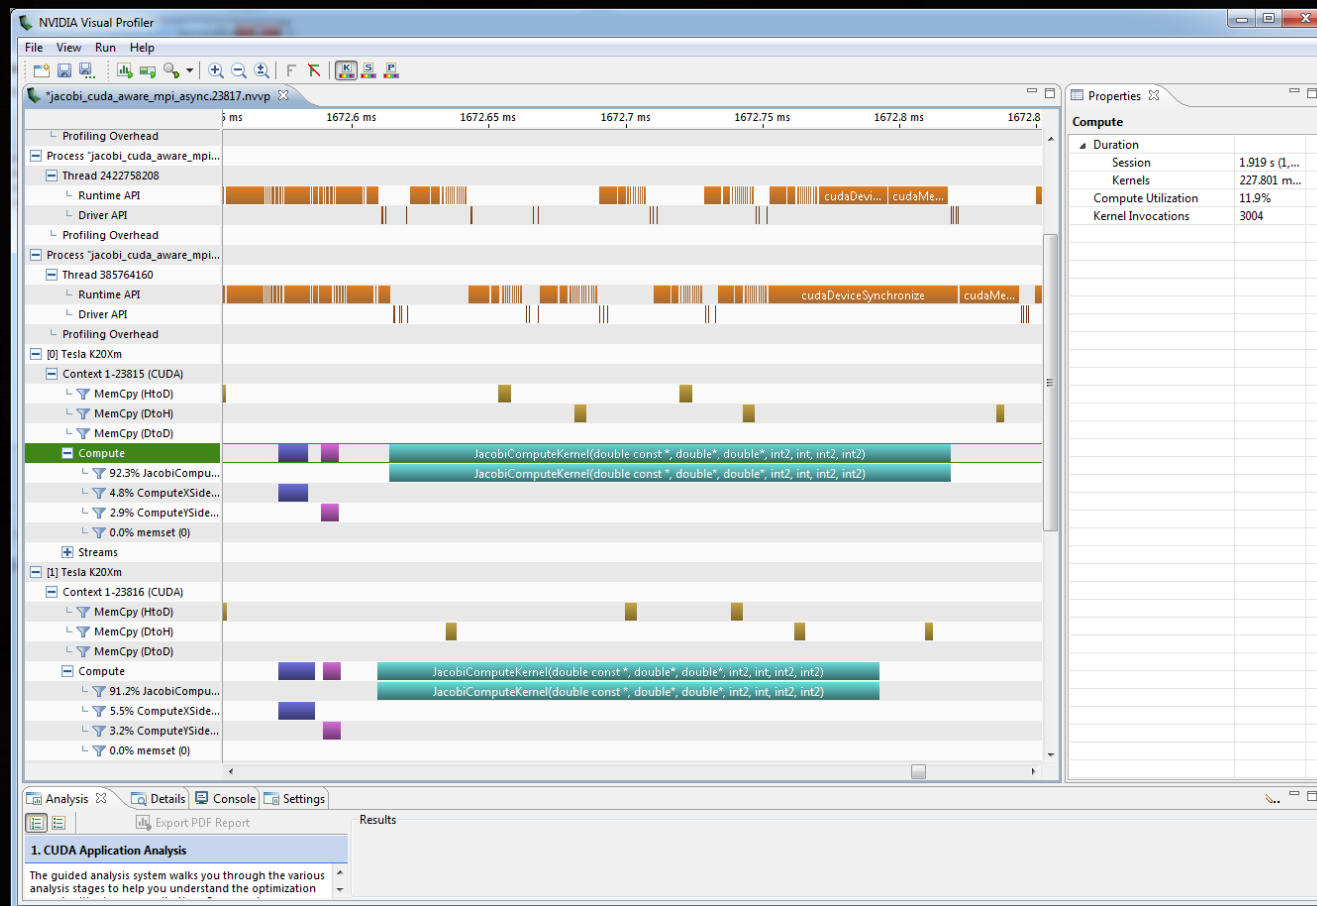 NVIDIA Visual Profiler
File View Run Help
*jacobi_cuda_aware_mpi_async.23817.nvvp
5 ms 1672.6 ms 1672.65 ms 1672.7 ms 1672.75 ms 1672.8 ms 1672.8
Profiling Overhead
Process "jacobi_cuda_aware_mpi...
Thread 2422758208
Runtime API cudaDevi... cudaMe...
Driver API
Profiling Overhead
Process "jacobi_cuda_aware_mpi...
Thread 385764160
Runtime API cudaDeviceSynchronize cudaMe...
Driver API
Profiling Overhead
[0] Tesla K20Xm
Context 1-23815 (CUDA)
MemCpy (HtoD)
MemCpy (DtoH)
MemCpy (DtoD)
Compute JacobiComputeKernel(double const *, double*, double*, int2, int, int2, int2)
92.3% JacobiCompu... JacobiComputeKernel(double const *, double*, double*, int2, int, int2, int2)
4.8% ComputeXSide...
2.9% ComputeYSide...
0.0% memset (0)
Streams
[1] Tesla K20Xm
Context 1-23816 (CUDA)
MemCpy (HtoD)
MemCpy (DtoH)
MemCpy (DtoD)
Compute JacobiComputeKernel(double const *, double*, double*, int2, int, int2, int2)
91.2% JacobiCompu... JacobiComputeKernel(double const *, double*, double*, int2, int, int2, int2)
5.5% ComputeXSide...
3.2% ComputeYSide...
0.0% memset (0)
Properties
Compute
Duration
Session 1.919 s (1,...
Kernels 227.801 m...
Compute Utilization 11.9%
Kernel Invocations 3004
Analysis Details Console Settings
Export PDF Report
Results
1. CUDA Application Analysis
The guided analysis system walks you through the various
analysis stages to help you understand the optimization